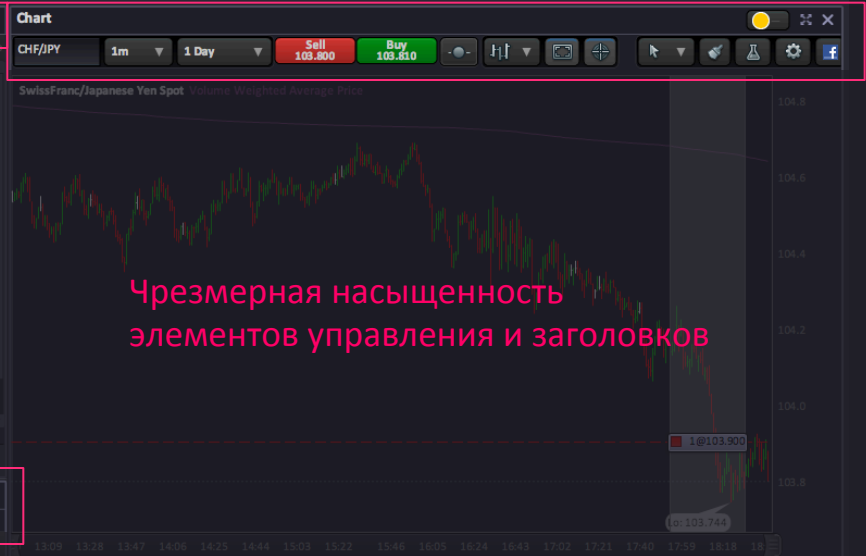 Chart
CHF/JPY 1m 1 Day Sell 103.800 Buy 103.810 f
SwissFranc/Japanese Yen Spot Volume Weighted Average Price
104.8
104.6
104.4
Чрезмерная насыщенность
элементов управления и заголовков
104.2
104.0
1@103.900
103.8
Lo: 103.744
13:09 13:28 13:47 14:06 14:25 14:44 15:03 15:22 15:46 16:05 16:24 16:43 17:02 17:21 17:40 17:59 18:18